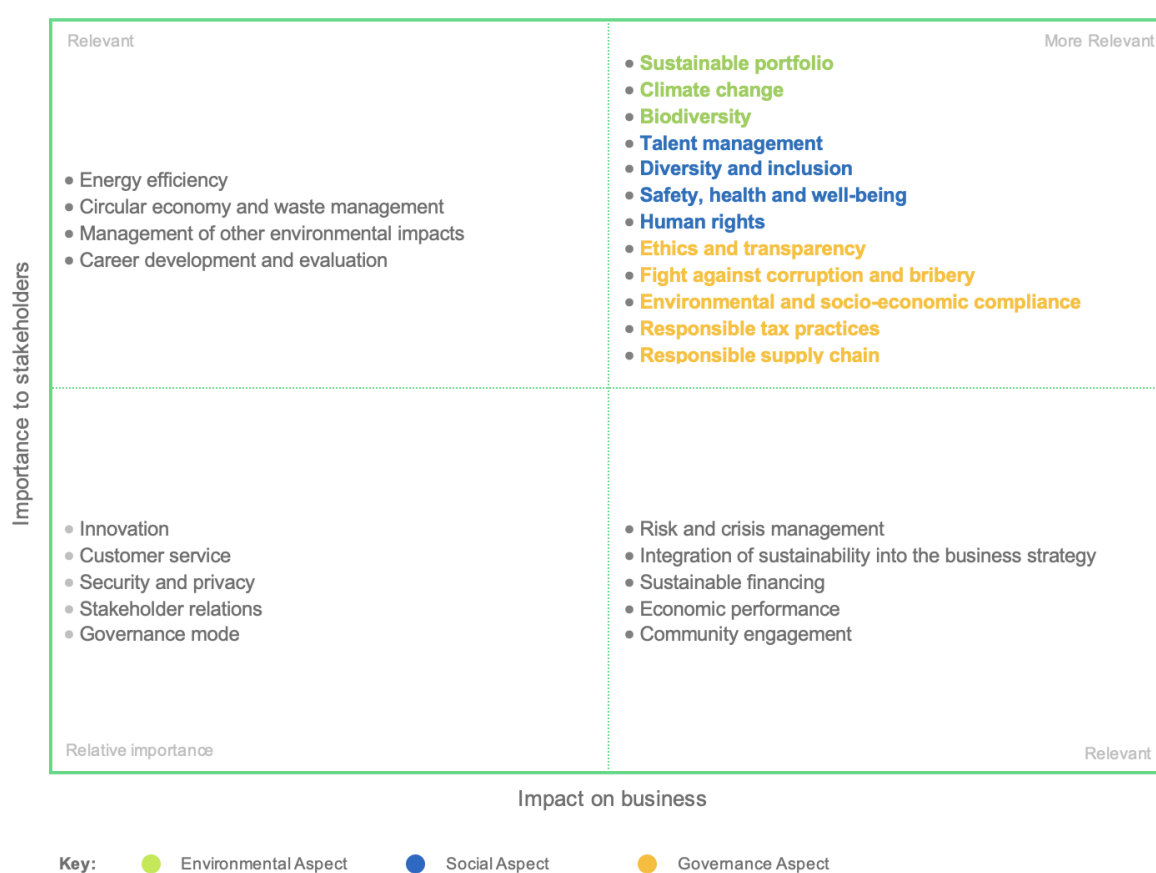 Relevant
More Relevant
• Sustainable portfolio
• Climate change
• Biodiversity
• Talent management
• Diversity and inclusion
• Safety, health and well-being
• Human rights
• Ethics and transparency
• Fight against corruption and bribery
• Environmental and socio-economic compliance
• Responsible tax practices
• Responsible supply chain
• Energy efficiency
• Circular economy and waste management
• Management of other environmental impacts
• Career development and evaluation
Importance to stakeholders
• Innovation
• Customer service
• Security and privacy
• Stakeholder relations
• Governance mode
• Risk and crisis management
• Integration of sustainability into the business strategy
• Sustainable financing
• Economic performance
• Community engagement
Relative importance
Relevant
Impact on business
Key: Environmental Aspect Social Aspect Governance Aspect